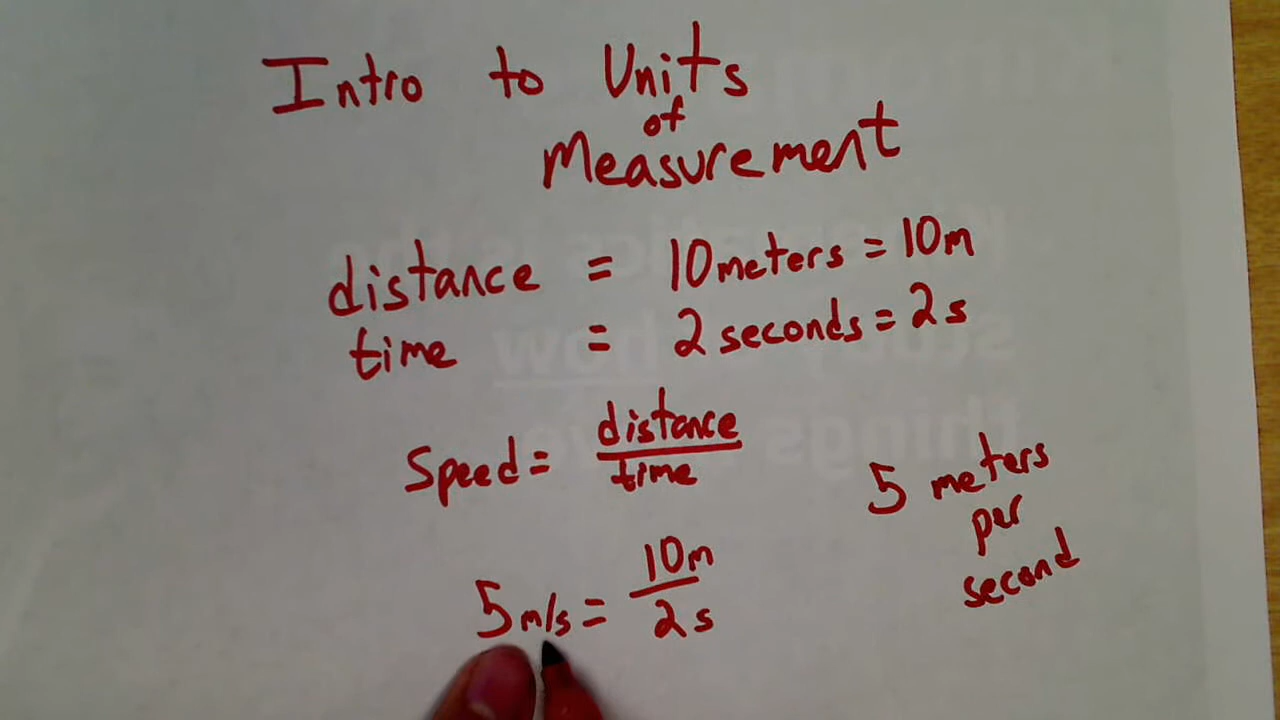 Intro to Units
of
Measurement
distance = 10 meters = 10m
time = 2 seconds = 2s
Speed = distance
time
5 meters
per
second
5 m/s = 10m
2s